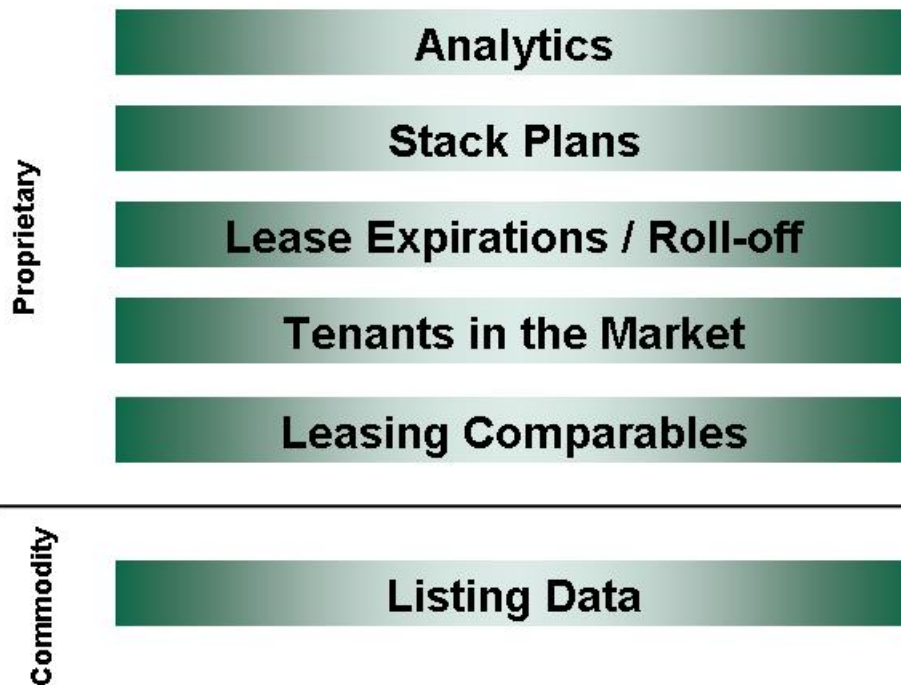 Analytics
Stack Plans
Lease Expirations / Roll-off
Tenants in the Market
Leasing Comparables
Proprietary
Listing Data
Commodity